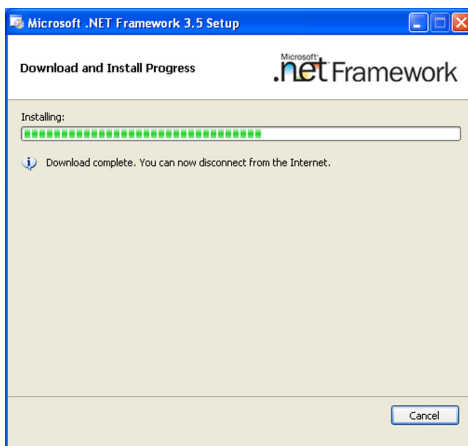 Microsoft .NET Framework 3.5 Setup
Download and Install Progress
Microsoft
.net Framework
Installing:
Download complete. You can now disconnect from the Internet.
Cancel